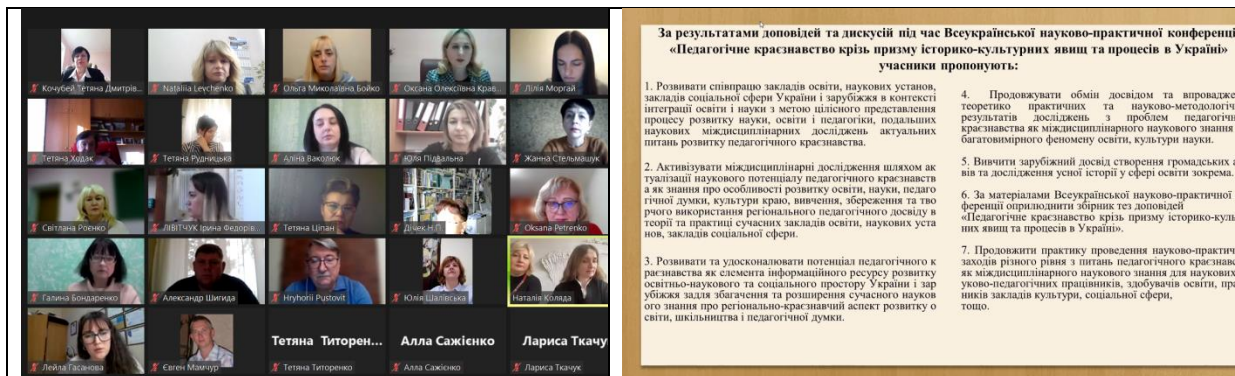 Кочубей Тетяна Дмитрів...
Nataliia Levchenko
Ольга Миколаївна Бойко
Оксана Олексіївна Крав...
Лілія Моргай
Тетяна Ходак
Тетяна Рудницька
Аліна Ваколюк
Юля Підвальна
Жанна Стельмашук
Світлана Роєнко
ЛІВІТЧУК Ірина Федорів...
Тетяна Ціпан
Дічек Н.П.
Oksana Petrenko
Галина Бондаренко
Александр Шигида
Hryhorii Pustovit
Юлія Шалівська
Наталія Коляда
Лейла Гасанова
Євген Мамчур
Тетяна Титорен...
Тетяна Титоренко
Алла Сажієнко
Алла Сажієнко
Лариса Ткачу
Лариса Ткачук
За результатами доповідей та дискусій під час Всеукраїнської науково-практичної конференці
«Педагогічне краєзнавство крізь призму історико-культурних явищ та процесів в Україні»
учасники пропонують:
1. Розвивати співпрацю закладів освіти, наукових установ,
закладів соціальної сфери України і зарубіжжя в контексті
інтеграції освіти і науки з метою цілісного представлення
процесу розвитку науки, освіти і педагогіки, подальших
наукових міждисциплінарних досліджень актуальних
питань розвитку педагогічного краєзнавства.
2. Активізувати міждисциплінарні дослідження шляхом ак
туалізації наукового потенціалу педагогічного краєзнавств
а як знання про особливості розвитку освіти, науки, педаго
гічної думки, культури краю, вивчення, збереження та тво
рчого використання регіонального педагогічного досвіду в
теорії та практиці сучасних закладів освіти, наукових уста
нов, закладів соціальної сфери.
3. Розвивати та удосконалювати потенціал педагогічного к
раєзнавства як елемента інформаційного ресурсу розвитку
освітньо-наукового та соціального простору України і зар
убіжжя задля збагачення та розширення сучасного науков
ого знання про регіонально-краєзнавчий аспект розвитку о
світи, шкільництва і педагогічної думки.
4. Продовжувати обмін досвідом та впровадже
теоретико практичних та науково-методологіч
результатів досліджень з проблем педагогічн
краєзнавства як міждисциплінарного наукового знання
багатовимірного феномену освіти, культури науки.
5. Вивчити зарубіжний досвід створення громадських а
вів та дослідження усної історії у сфері освіти зокрема.
6. За матеріалами Всеукраїнської науково-практичної
ференції оприлюднити збірник тез доповідей
«Педагогічне краєзнавство крізь призму історико-куль
них явищ та процесів в Україні».
7. Продовжити практику проведення науково-практич
заходів різного рівня з питань педагогічного краєзнавс
як міждисциплінарного наукового знання для наукових
уково-педагогічних працівників, здобувачів освіти, пра
ників закладів культури, соціальної сфери,
тощо.